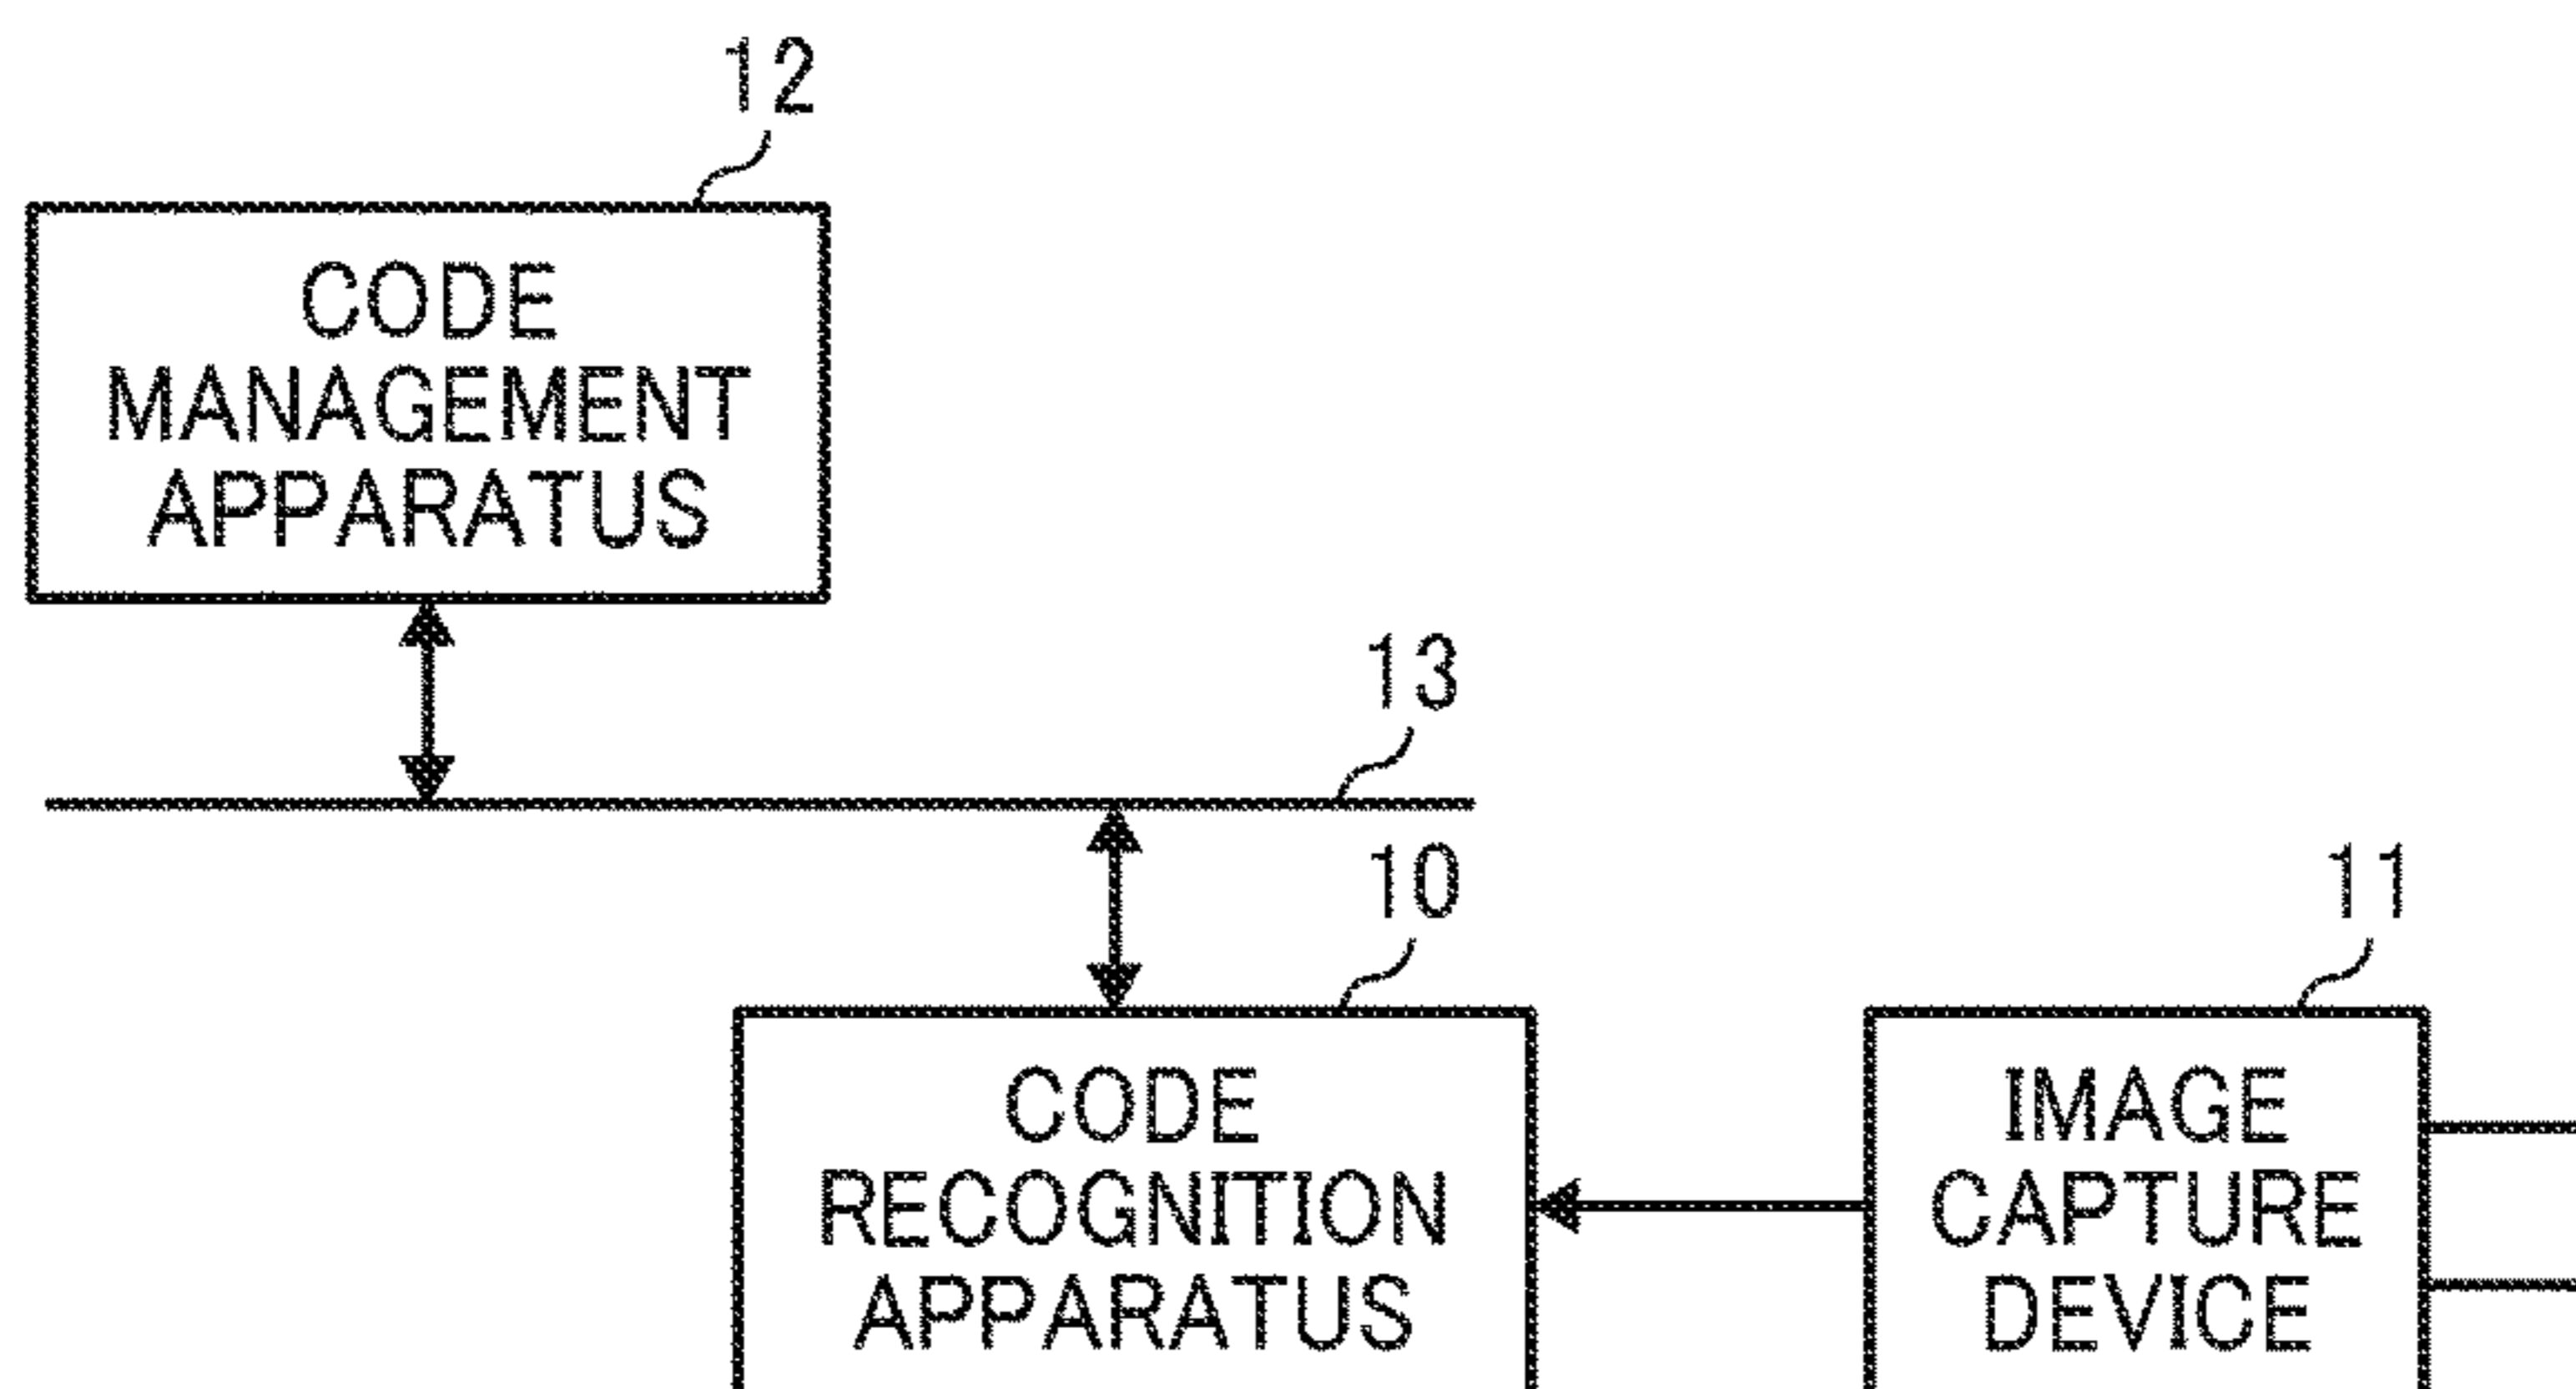 12
CODE
MANAGEMENT
APPARATUS
13
10
11
CODE
RECOGNITION
APPARATUS
IMAGE
CAPTURE
DEVICE